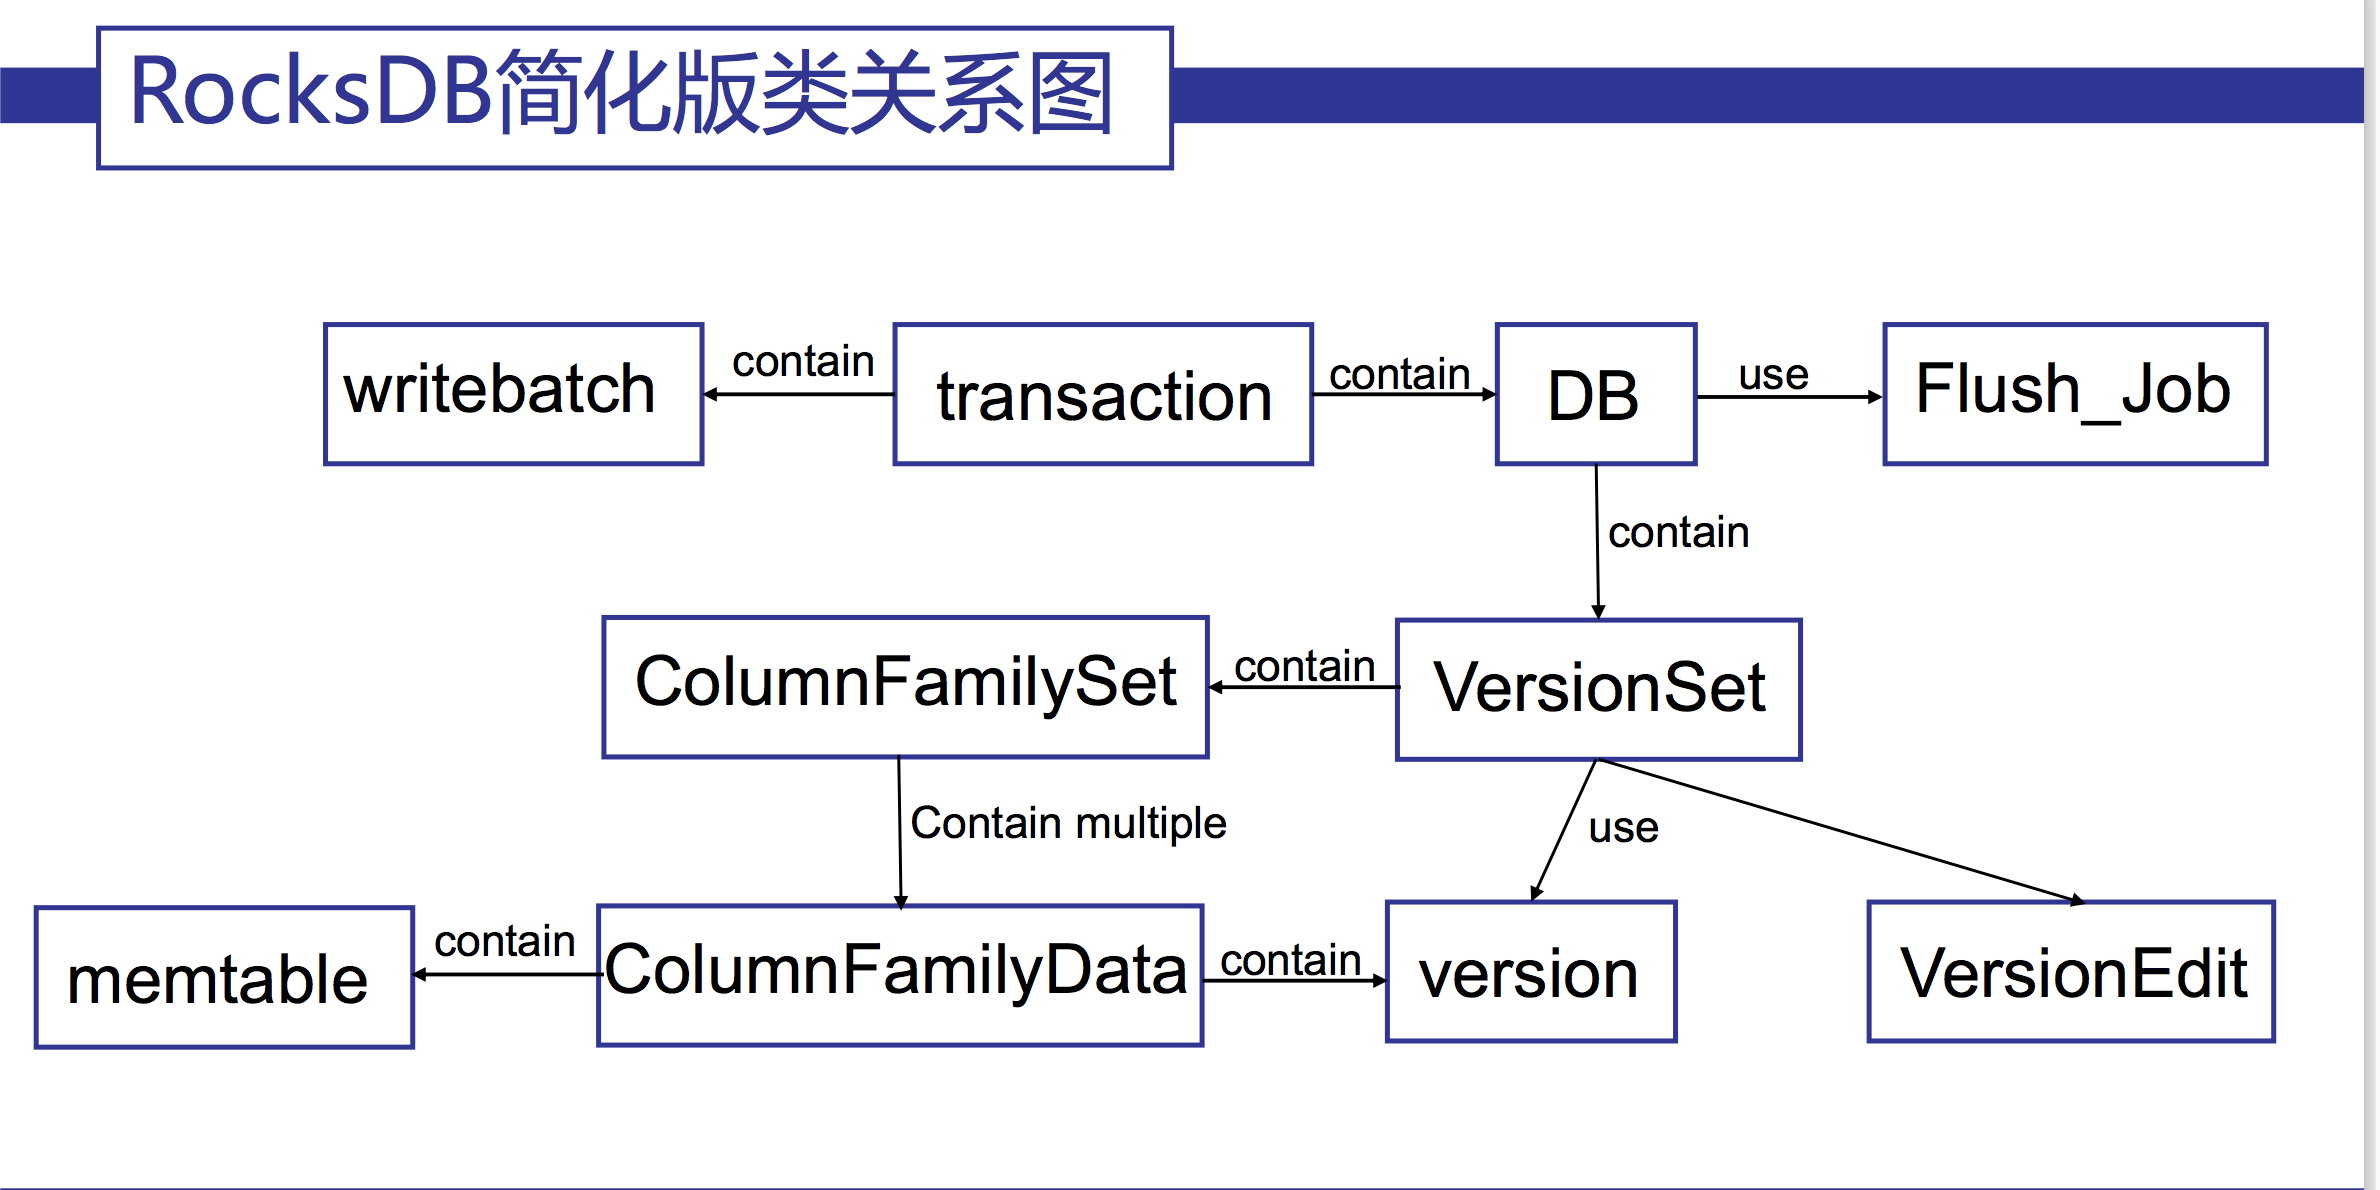 RocksDB简化版类关系图
writebatch
contain
transaction
contain
DB
use
Flush_Job
contain
ColumnFamilySet
contain
VersionSet
Contain multiple
use
memtable
contain
ColumnFamilyData
contain
version
VersionEdit